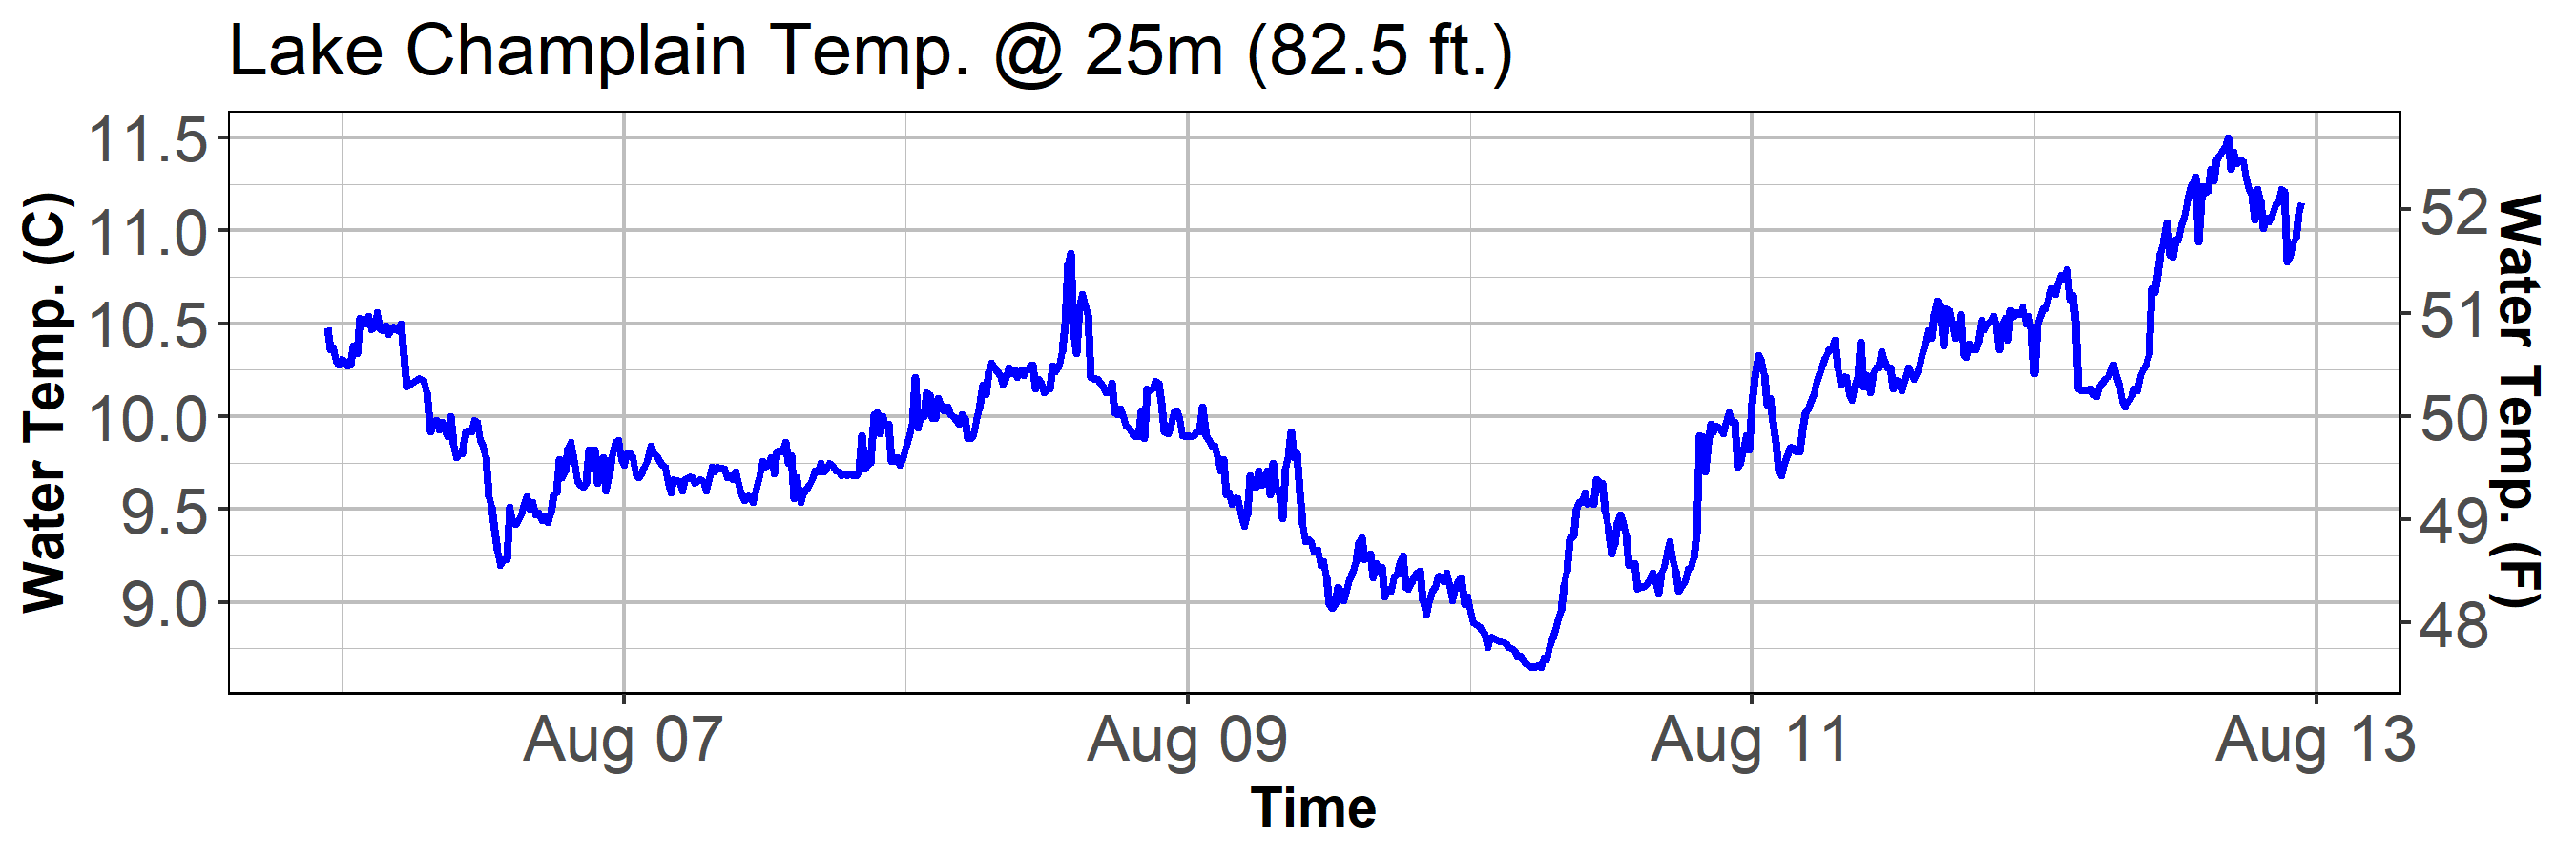 Lake Champlain Temp. @ 25m (82.5 ft.)
Water Temp. (C)
11.5
11.0
10.5
10.0
9.5
9.0
52
51
50
49
48
Water Temp. (F)
Aug 07 Aug 09 Aug 11 Aug 13
Time